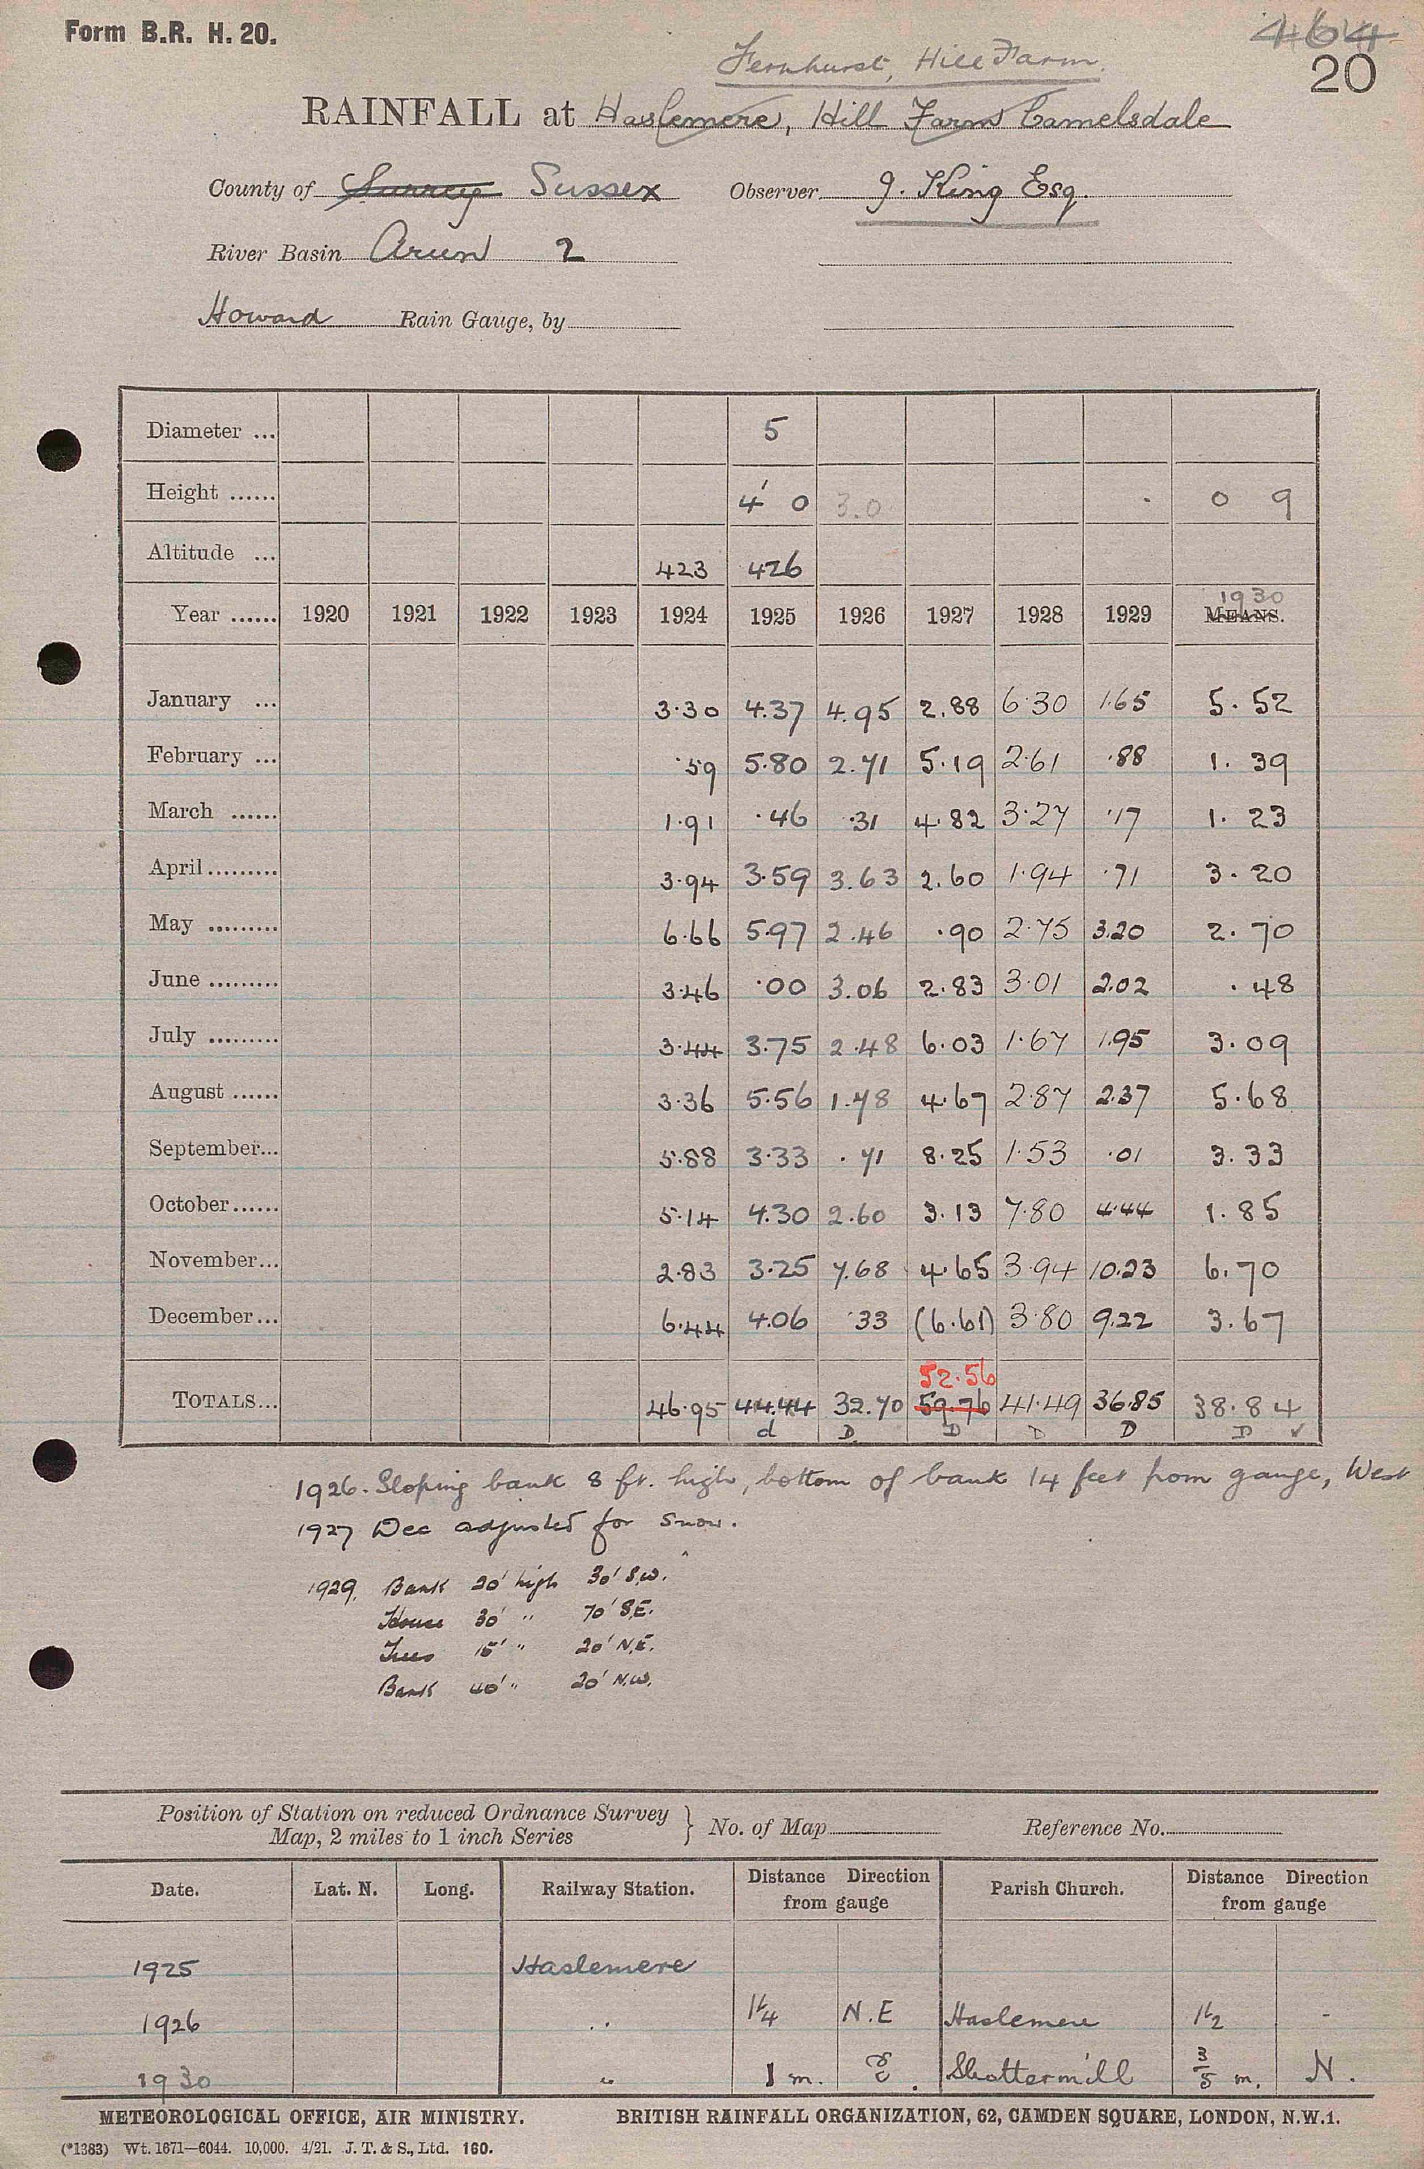 Form B.R. H. 20.
464
20
Fernhurst, Hill Farm.
RAINFALL at Haslemere, Hill Farm Camelsdale
County of Surrey Sussex Observer J. King Esq.
River Basin Arun 2
Howard Rain Gauge, by
Diameter ... 5
Height ...... 4' 0 3.0 0 9
Altitude ... 423 426
1930
Year ...... 1920 1921 1922 1923 1924 1925 1926 1927 1928 1929 MEANS.
January ... 3.30 4.37 4.95 2.88 6.30 1.65 5.52
February ... .59 5.80 2.71 5.19 2.61 .88 1.39
March ...... 1.91 .46 .31 4.82 3.27 .17 1.23
April ......... 3.94 3.59 3.63 2.60 1.94 .71 3.20
May ......... 6.66 5.97 2.46 .90 2.75 3.20 2.70
June ......... 3.46 .00 3.06 2.83 3.01 2.02 .48
July ......... 3.44 3.75 2.48 6.03 1.67 1.95 3.09
August ...... 3.36 5.56 1.78 4.67 2.87 2.37 5.68
September... 5.88 3.33 .71 8.25 1.53 .01 3.33
October...... 5.14 4.30 2.60 3.13 7.80 4.44 1.85
November... 2.83 3.25 7.68 4.65 3.94 10.23 6.70
December... 6.44 4.06 .33 (6.61) 3.80 9.22 3.67
52.56
TOTALS... 46.95 44.44 32.70 59.76 41.49 36.85 38.84
d D D D D D ✓
1926. Sloping bank 8 ft. high, bottom of bank 14 feet from gauge, West
1927 Dec adjusted for snow.
1929. Bank 20' high 30' S.W.
House 30' " 70' S.E.
Trees 15' " 20' N.E.
Bank 40' " 20' N.W.
Position of Station on reduced Ordnance Survey
Map, 2 miles to 1 inch Series } No. of Map Reference No.
Date. Lat. N. Long. Railway Station. Distance Direction from gauge Parish Church. Distance Direction from gauge
1925 Haslemere
1926 " 1¼ N.E Haslemere 1½ -
1930 " 1 m. E. Shottermill 3/5 m. N.
METEOROLOGICAL OFFICE, AIR MINISTRY. BRITISH RAINFALL ORGANIZATION, 62, CAMDEN SQUARE, LONDON, N.W.1.
(*1383) Wt. 1671—6044. 10,000. 4/21. J. T. & S., Ltd. 160.